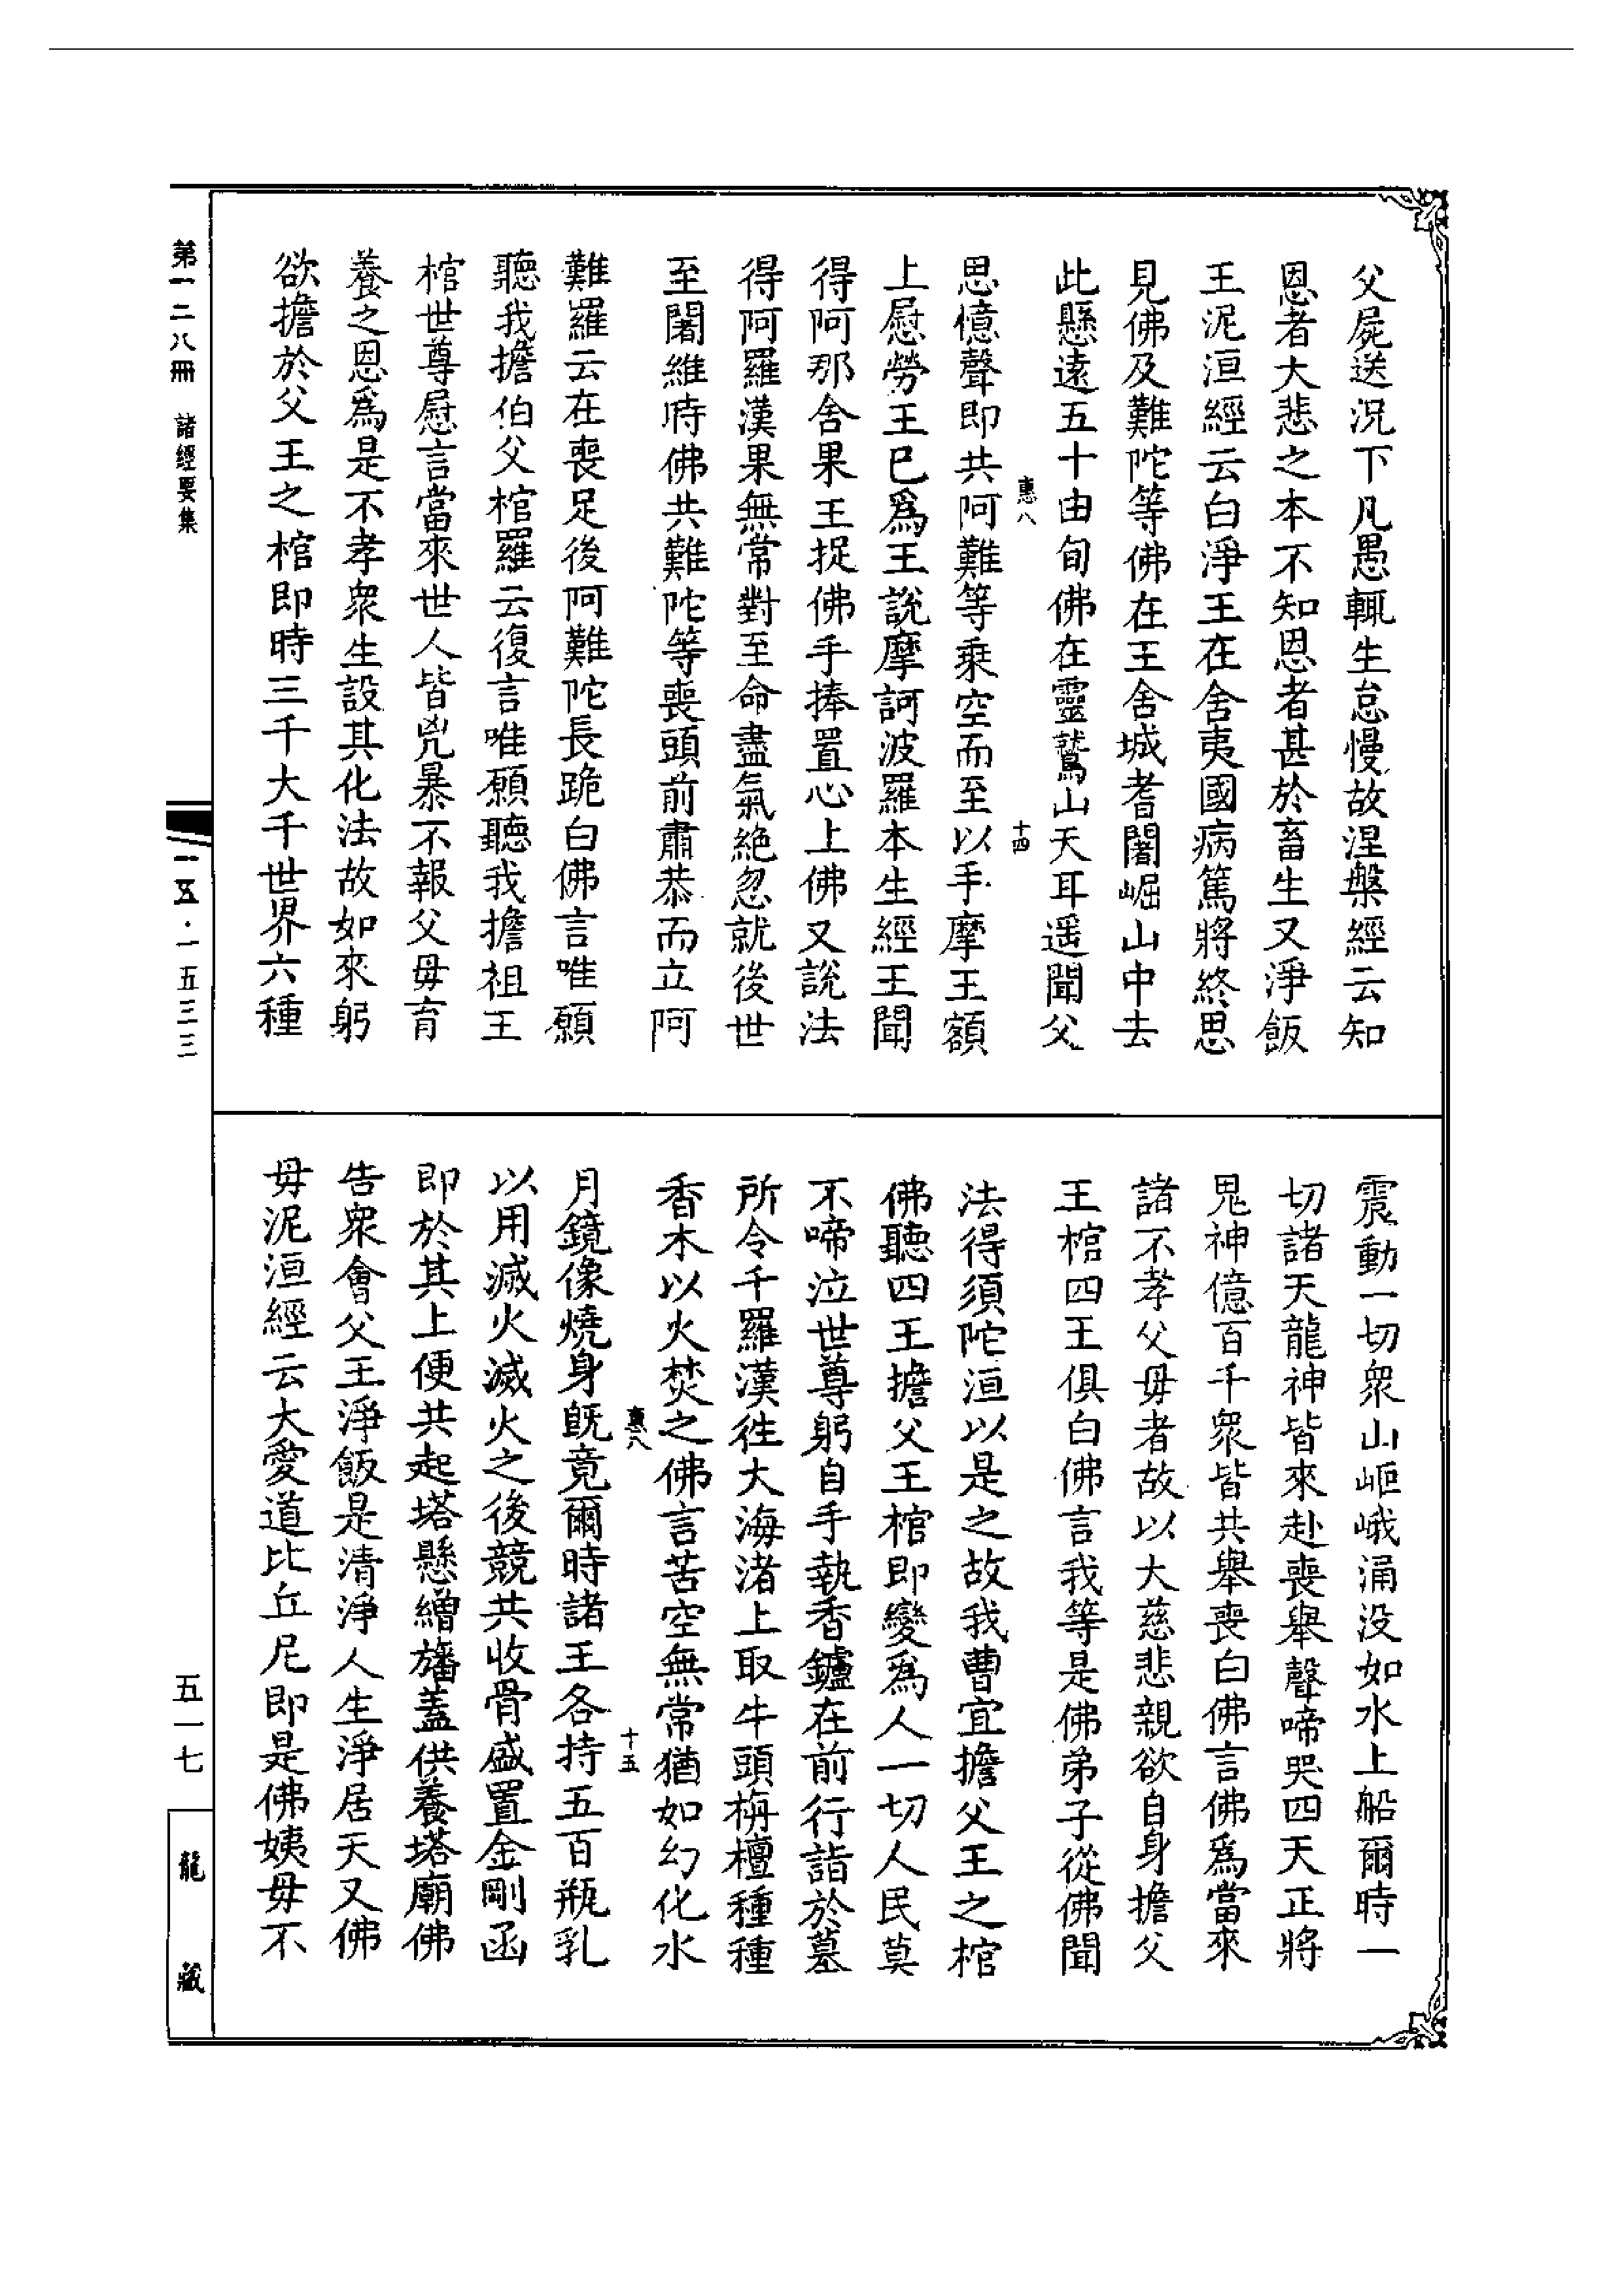 父屍送況下凡愚輒生怠慢故涅槃經云知
恩者大悲之本不知恩者甚於畜生又淨飯
王泥洹經云白淨王在舍夷國病篤將終思
見佛及難陀等佛在王舍城耆闍崛山中去
此懸遠五十由旬佛在靈鷲山天耳遥聞父
惠八
十四
思憶聲即共阿難等乘空而至以手摩王額
上慰勞王已爲王說摩訶波羅本生經王聞
得阿那舍果王捉佛手捧置心上佛又說法
得阿羅漢果無常對至命盡氣絶忽就後世
至闍維時佛共難陀等喪頭前肅恭而立阿
難羅云在喪足後阿難陀長跪白佛言唯願
聽我擔伯父棺羅云復言唯願聽我擔祖王
棺世尊慰言當來世人皆兇暴不報父母育
養之恩爲是不孝衆生設其化法故如來躬
欲擔於父王之棺即時三千大千世界六種
震動一切衆山岠峨涌没如水上船爾時一
切諸天龍神皆來赴喪舉聲啼哭四天正將
鬼神億百千衆皆共舉喪白佛言佛爲當來
諸不孝父母者故以大慈悲親欲自身擔父
王棺四王俱白佛言我等是佛弟子從佛聞
法得須陀洹以是之故我曹宜擔父王之棺
佛聽四王擔父王棺即變爲人一切人民莫
不啼泣世尊躬自手執香鑪在前行詣於墓
所令千羅漢徃大海渚上取牛頭栴檀種種
香木以火焚之佛言苦空無常猶如幻化水
惠八
十五
月鏡像燒身既竟爾時諸王各持五百瓶乳
以用滅火滅火之後競共收骨盛置金剛函
即於其上便共起塔懸繒旛蓋供養塔廟佛
告衆會父王淨飯是清淨人生淨居天又佛
母泥洹經云大愛道比丘尼即是佛姨母不
第一二八冊
諸經要集
一一五·一五三三
五一七
龍藏